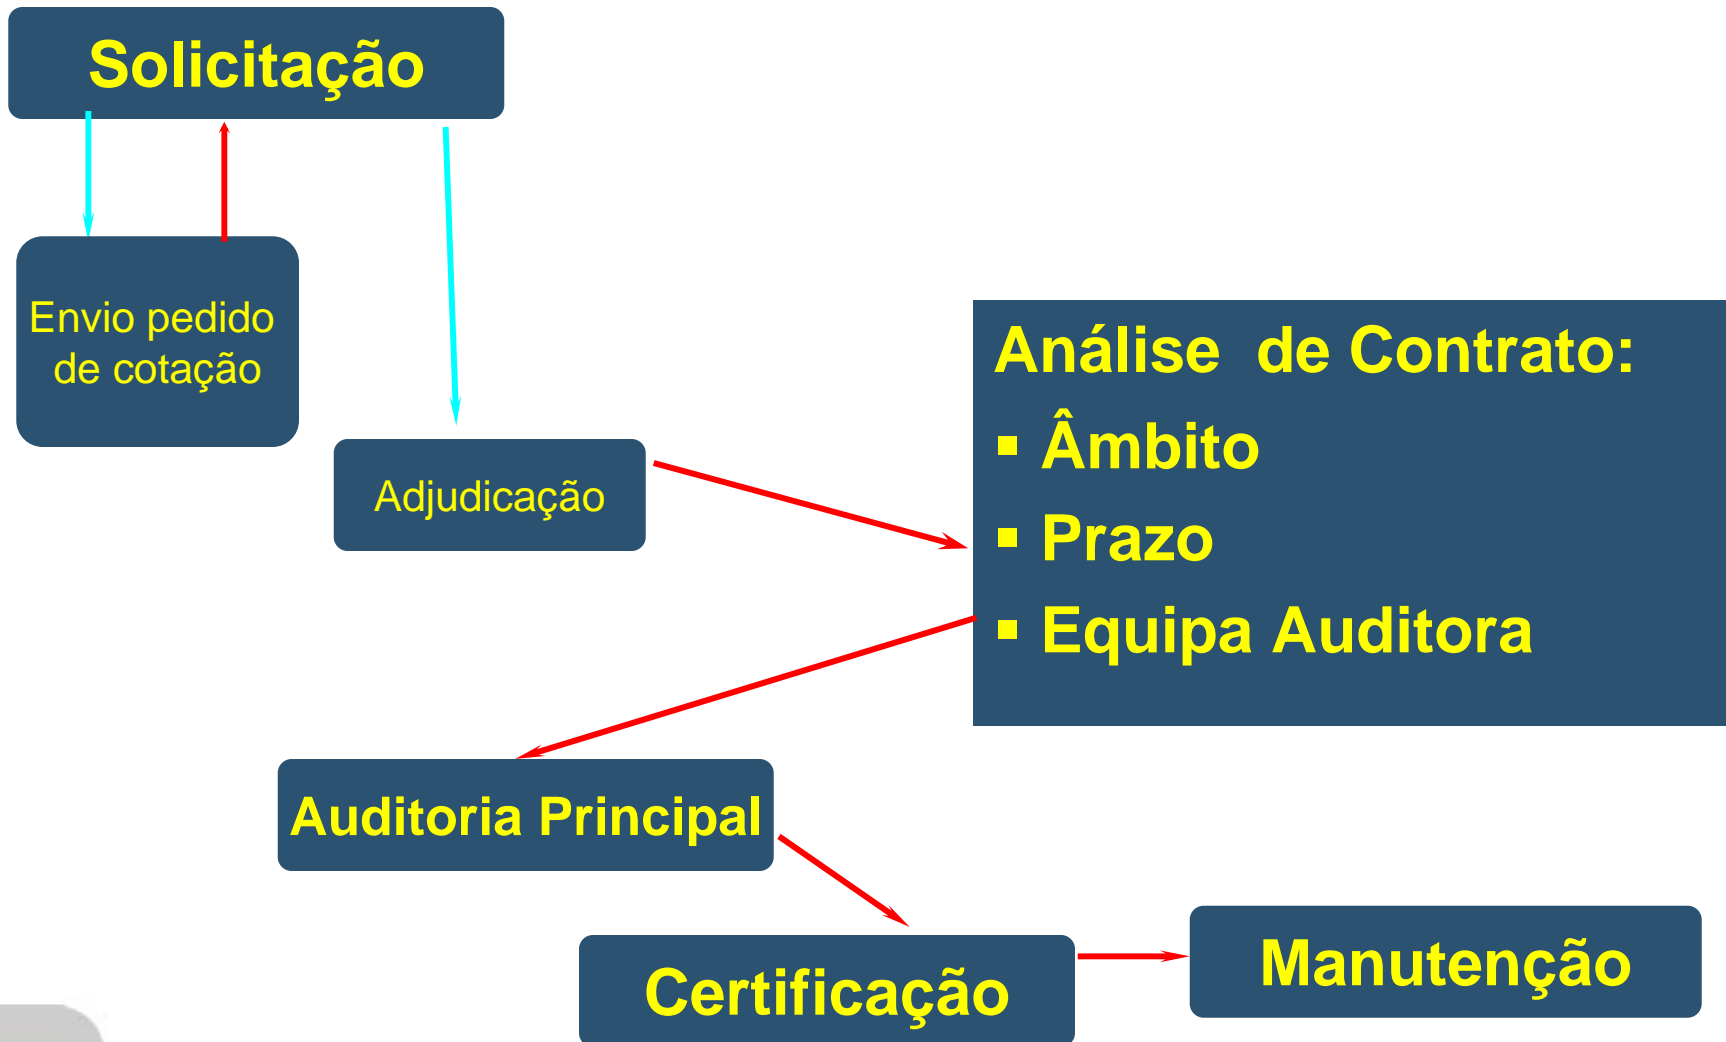 Solicitação
Envio pedido
de cotação
Adjudicação
Análise de Contrato:
▪ Âmbito
▪ Prazo
▪ Equipa Auditora
Auditoria Principal
Certificação
Manutenção